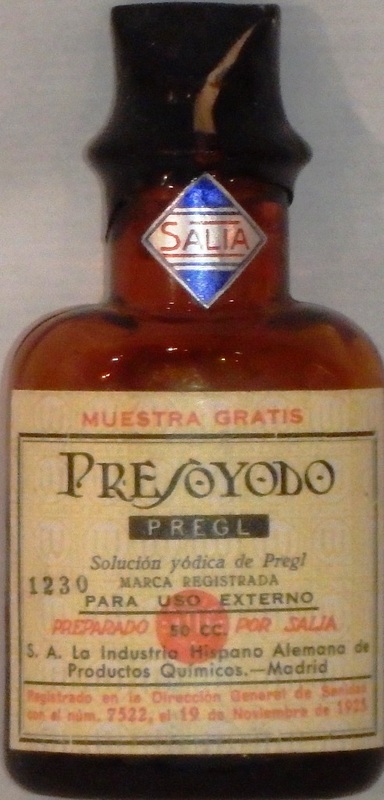 SALIA
MUESTRA GRATIS
PRESOYODO
PREGL
Solución yódica de Pregl
1230 MARCA REGISTRADA
PARA USO EXTERNO
PREPARADO 50 CC. POR SALIA
S. A. La Industria Hispano Alemana de
Productos Químicos.—Madrid
Registrado en la Dirección General de Sanidad
con el núm. 7522, el 19 de Noviembre de 1925